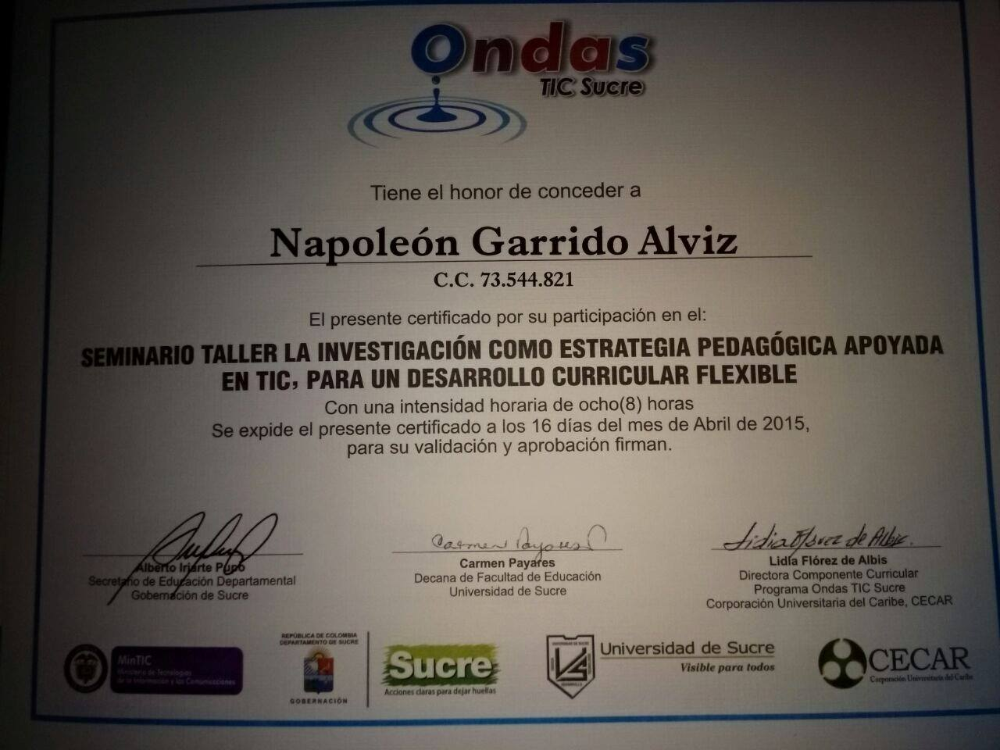 Ondas
TIC Sucre
Tiene el honor de conceder a
Napoleón Garrido Alviz
C.C. 73.544.821
El presente certificado por su participación en el:
SEMINARIO TALLER LA INVESTIGACIÓN COMO ESTRATEGIA PEDAGÓGICA APOYADA
EN TIC, PARA UN DESARROLLO CURRICULAR FLEXIBLE
Con una intensidad horaria de ocho(8) horas
Se expide el presente certificado a los 16 días del mes de Abril de 2015,
para su validación y aprobación firman.
Carmen Payares
Lidia Flórez de Albis.
Alberto Iriarte Pupo
Secretario de Educación Departamental
Gobernación de Sucre
Carmen Payares
Decana de Facultad de Educación
Universidad de Sucre
Lidía Flórez de Albis
Directora Componente Curricular
Programa Ondas TIC Sucre
Corporación Universitaria del Caribe, CECAR
MinTIC
Ministerio de Tecnologías
de la Información y las Comunicaciones
REPÚBLICA DE COLOMBIA
DEPARTAMENTO DE SUCRE
GOBERNACIÓN
Sucre
Acciones claras para dejar huellas
UNIVERSIDAD DE SUCRE
Universidad de Sucre
Visible para todos
CECAR
Corporación Universitaria del Caribe